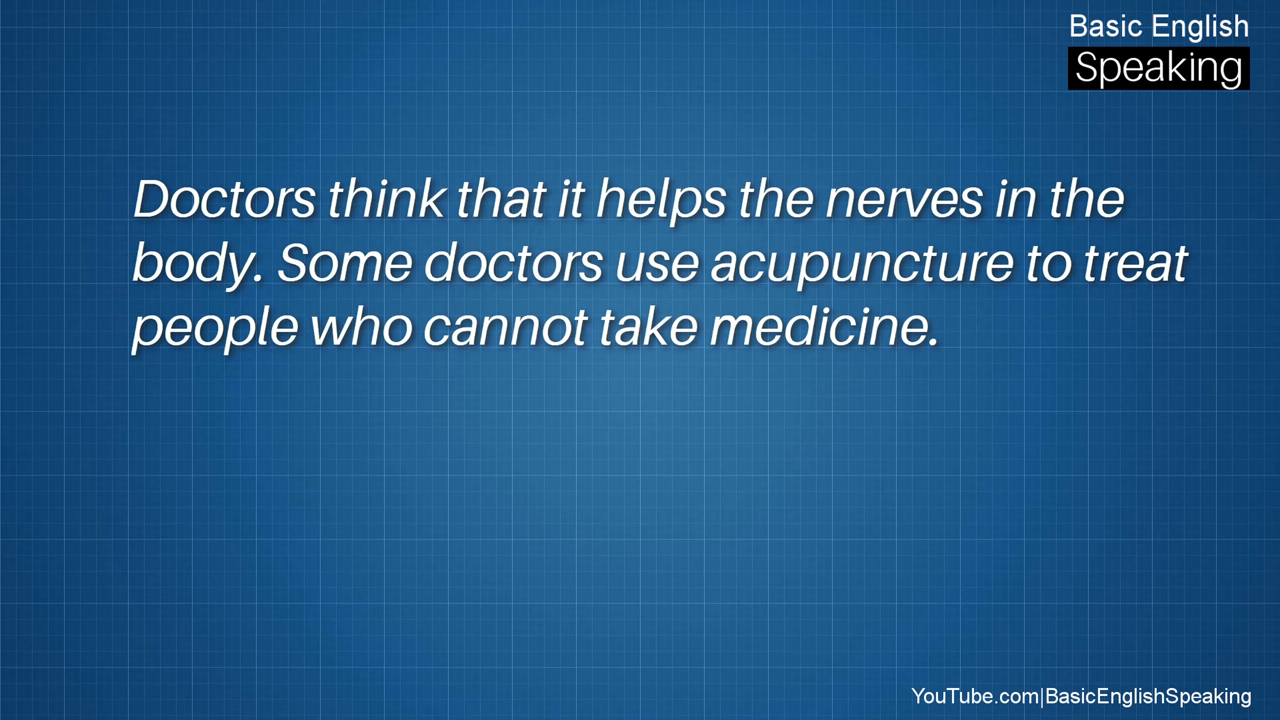 Basic English
Speaking
Doctors think that it helps the nerves in the
body. Some doctors use acupuncture to treat
people who cannot take medicine.
YouTube.com|BasicEnglishSpeaking